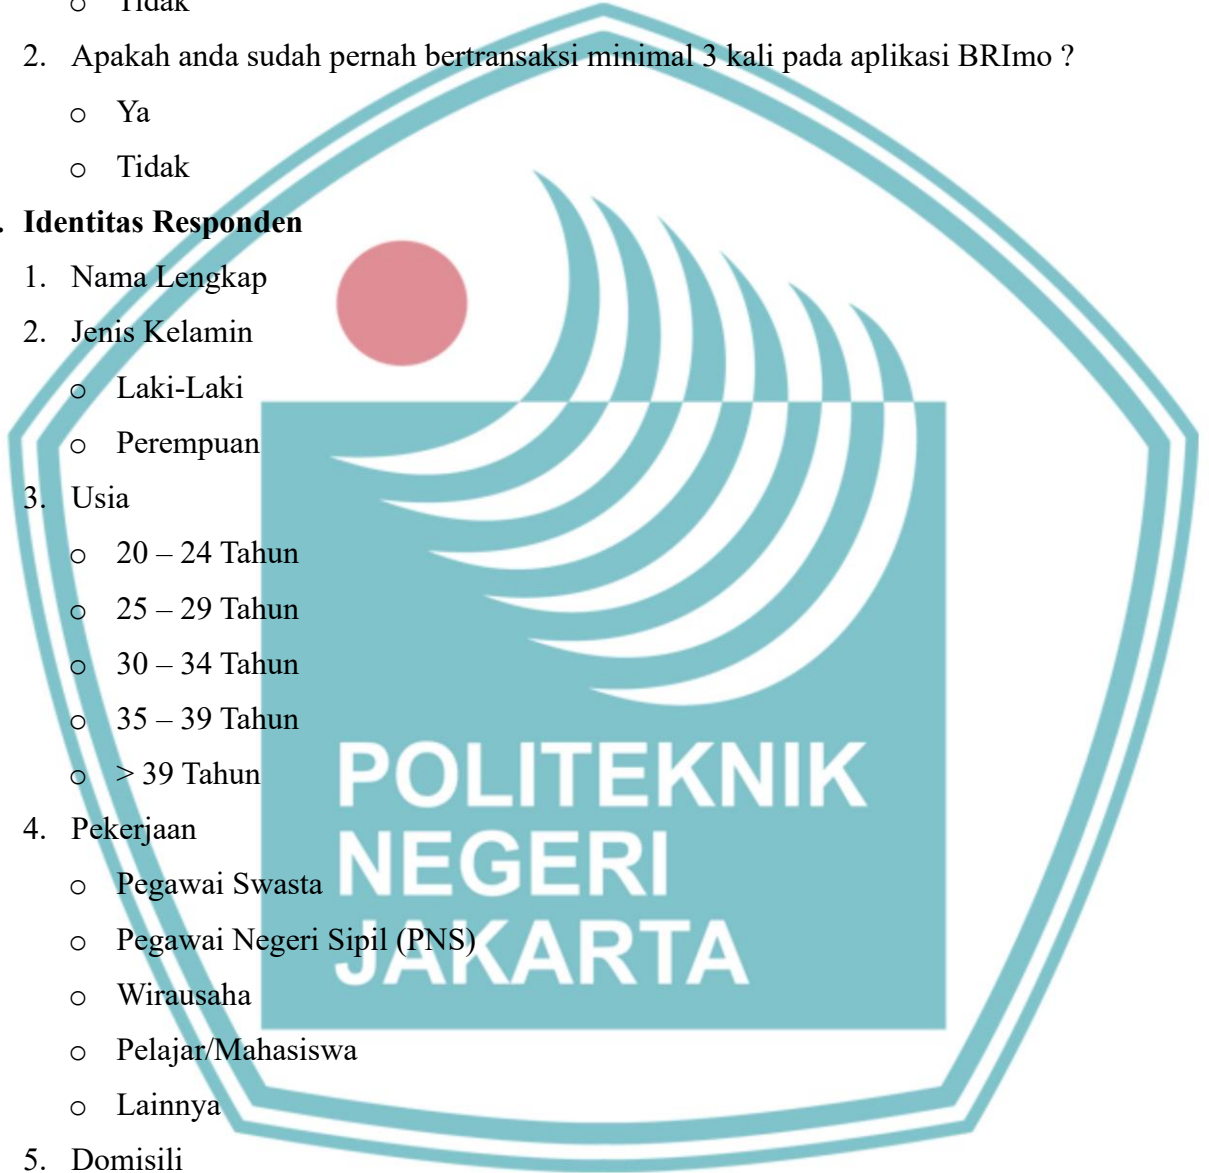 o Tidak
2. Apakah anda sudah pernah bertransaksi minimal 3 kali pada aplikasi BRImo ?
o Ya
o Tidak
. Identitas Responden
1. Nama Lengkap
2. Jenis Kelamin
o Laki-Laki
o Perempuan
3. Usia
o 20 – 24 Tahun
o 25 – 29 Tahun
o 30 – 34 Tahun
o 35 – 39 Tahun
o > 39 Tahun
4. Pekerjaan
o Pegawai Swasta
o Pegawai Negeri Sipil (PNS)
o Wirausaha
o Pelajar/Mahasiswa
o Lainnya
5. Domisili
POLITEKNIK
NEGERI
JAKARTA